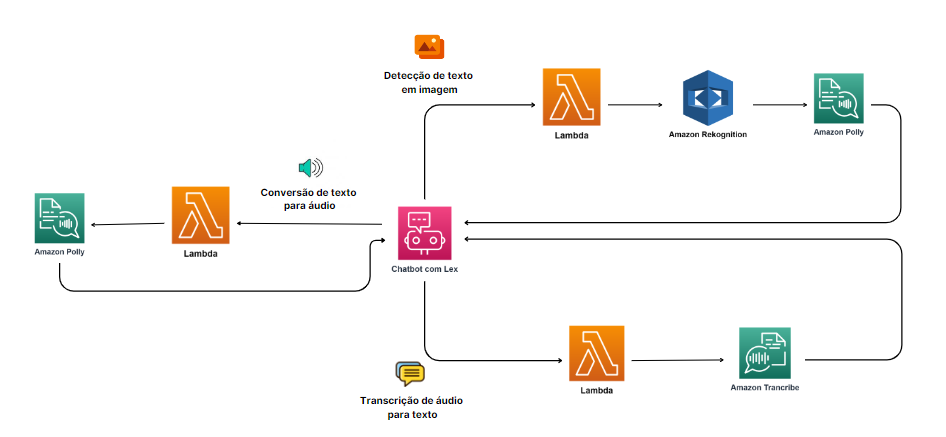 Detecção de texto
em imagem
Lambda
Amazon Rekognition
Amazon Polly
Conversão de texto
para áudio
Amazon Polly
Lambda
Chatbot com Lex
Transcrição de áudio
para texto
Lambda
Amazon Trancribe